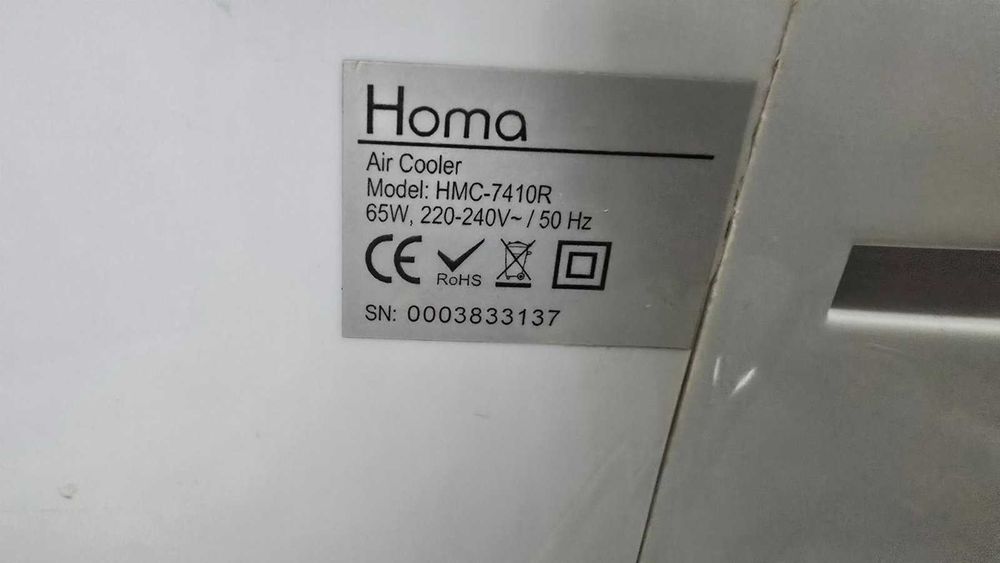 Homa
Air Cooler
Model: HMC-7410R
65W, 220-240V~ / 50 Hz
CE RoHS
SN: 0003833137